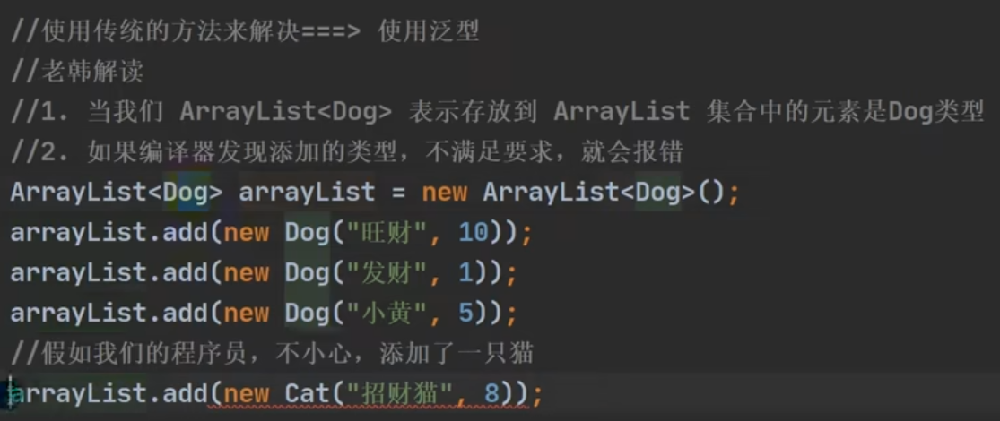 //使用传统的方法来解决===> 使用泛型
//老韩解读
//1. 当我们 ArrayList<Dog> 表示存放到 ArrayList 集合中的元素是Dog类型
//2. 如果编译器发现添加的类型，不满足要求，就会报错
ArrayList<Dog> arrayList = new ArrayList<Dog>();
arrayList.add(new Dog("旺财", 10));
arrayList.add(new Dog("发财", 1));
arrayList.add(new Dog("小黄", 5));
//假如我们的程序员，不小心，添加了一只猫
arrayList.add(new Cat("招财猫", 8));